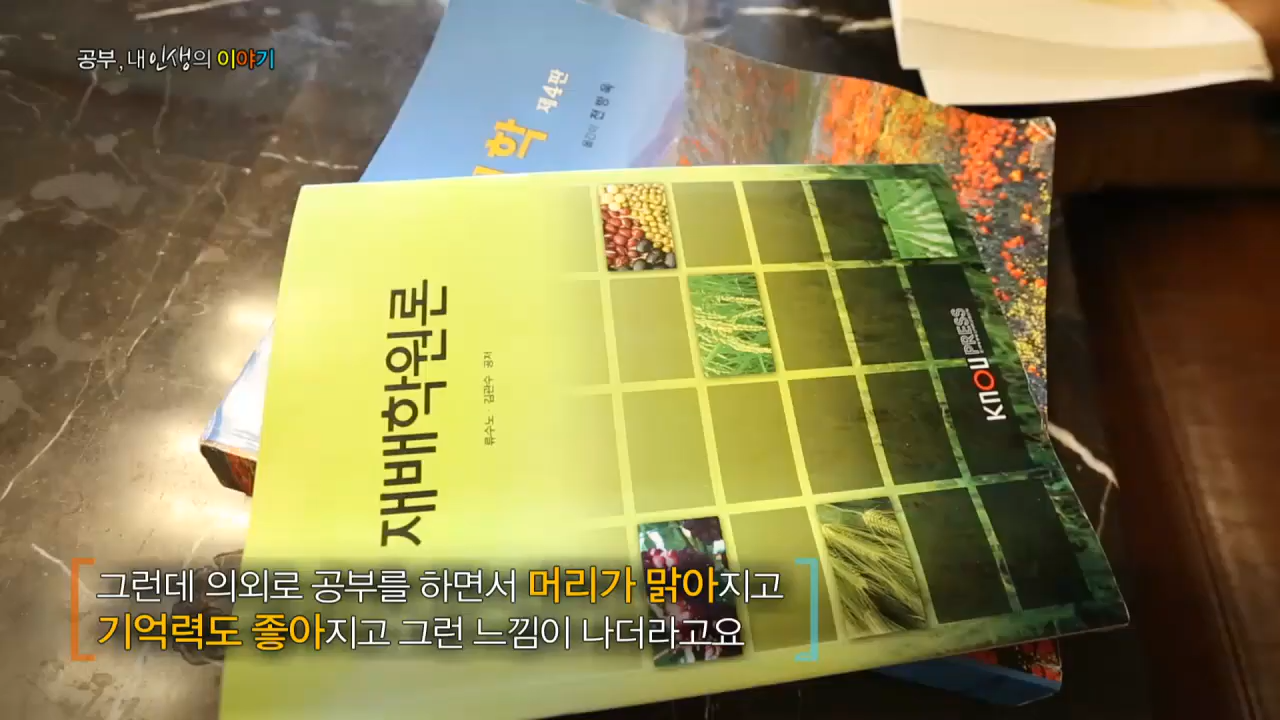 공부, 내 인생의 이야기
학
제4판
전방욱
재배학원론
류수노 · 김관수 공저
KNOU PRESS
그런데 의외로 공부를 하면서 머리가 맑아지고
기억력도 좋아지고 그런 느낌이 나더라고요